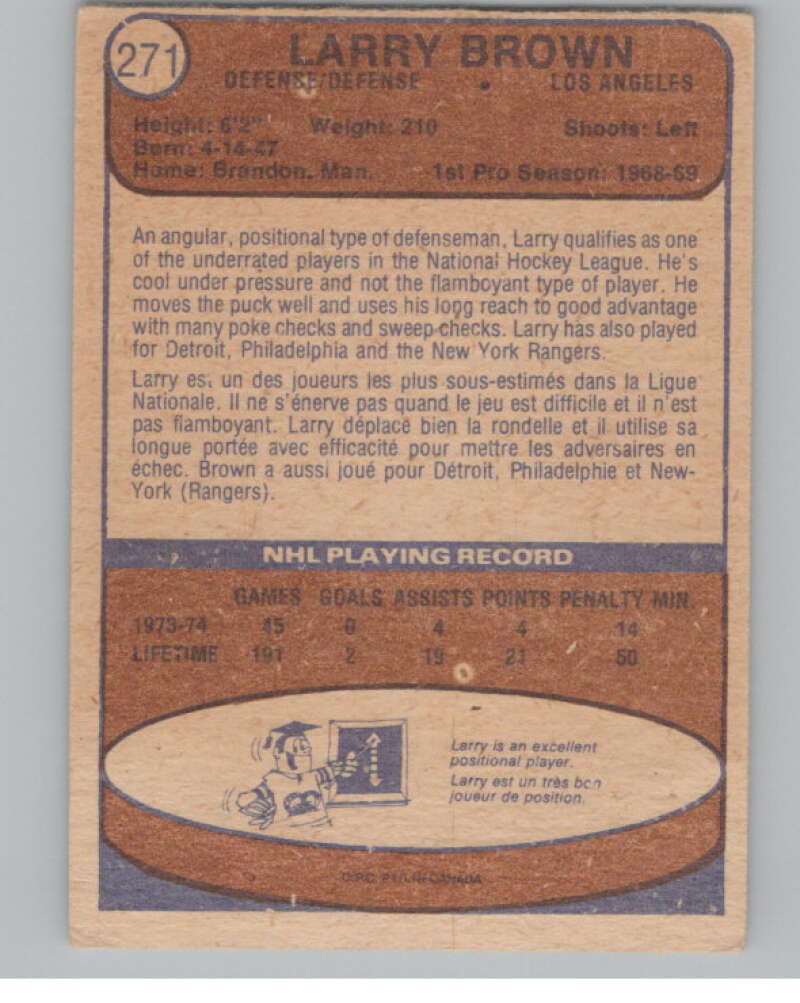 271
LARRY BROWN
DEFENSE/DEFENSE • LOS ANGELES
Height: 6'2" Weight: 210 Shoots: Left
Born: 4-14-47
Home: Brandon, Man. 1st Pro Season: 1968-69
An angular, positional type of defenseman, Larry qualifies as one
of the underrated players in the National Hockey League. He's
cool under pressure and not the flamboyant type of player. He
moves the puck well and uses his long reach to good advantage
with many poke checks and sweep checks. Larry has also played
for Detroit, Philadelphia and the New York Rangers.
Larry est un des joueurs les plus sous-estimés dans la Ligue
Nationale. Il ne s'énerve pas quand le jeu est difficile et il n'est
pas flamboyant. Larry déplace bien la rondelle et il utilise sa
longue portée avec efficacité pour mettre les adversaires en
échec. Brown a aussi joué pour Détroit, Philadelphie et New-
York (Rangers).
NHL PLAYING RECORD
GAMES GOALS ASSISTS POINTS PENALTY MIN.
1973-74 45 0 4 4 14
LIFETIME 191 2 19 21 50
Larry is an excellent
positional player.
Larry est un très bon
joueur de position.
O.P.C. PTD. IN CANADA